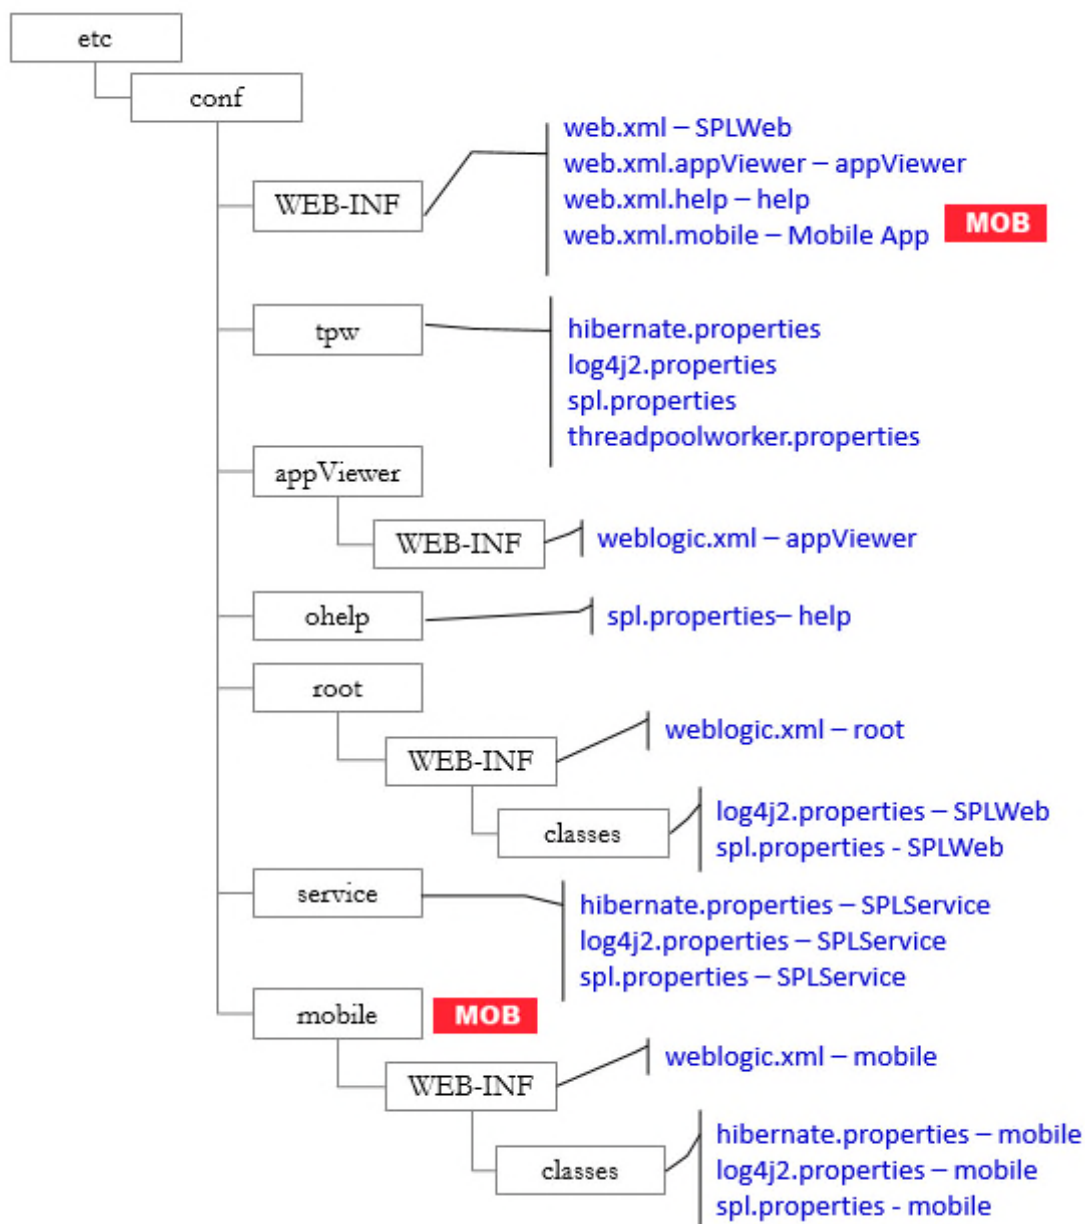 etc
conf
WEB-INF
web.xml – SPLWeb
web.xml.appViewer – appViewer
web.xml.help – help
web.xml.mobile – Mobile App MOB
tpw
hibernate.properties
log4j2.properties
spl.properties
threadpoolworker.properties
appViewer
WEB-INF
weblogic.xml – appViewer
ohelp
spl.properties– help
root
WEB-INF
weblogic.xml – root
classes
log4j2.properties – SPLWeb
spl.properties - SPLWeb
service
hibernate.properties – SPLService
log4j2.properties – SPLService
spl.properties – SPLService
mobile MOB
WEB-INF
weblogic.xml – mobile
classes
hibernate.properties – mobile
log4j2.properties – mobile
spl.properties - mobile